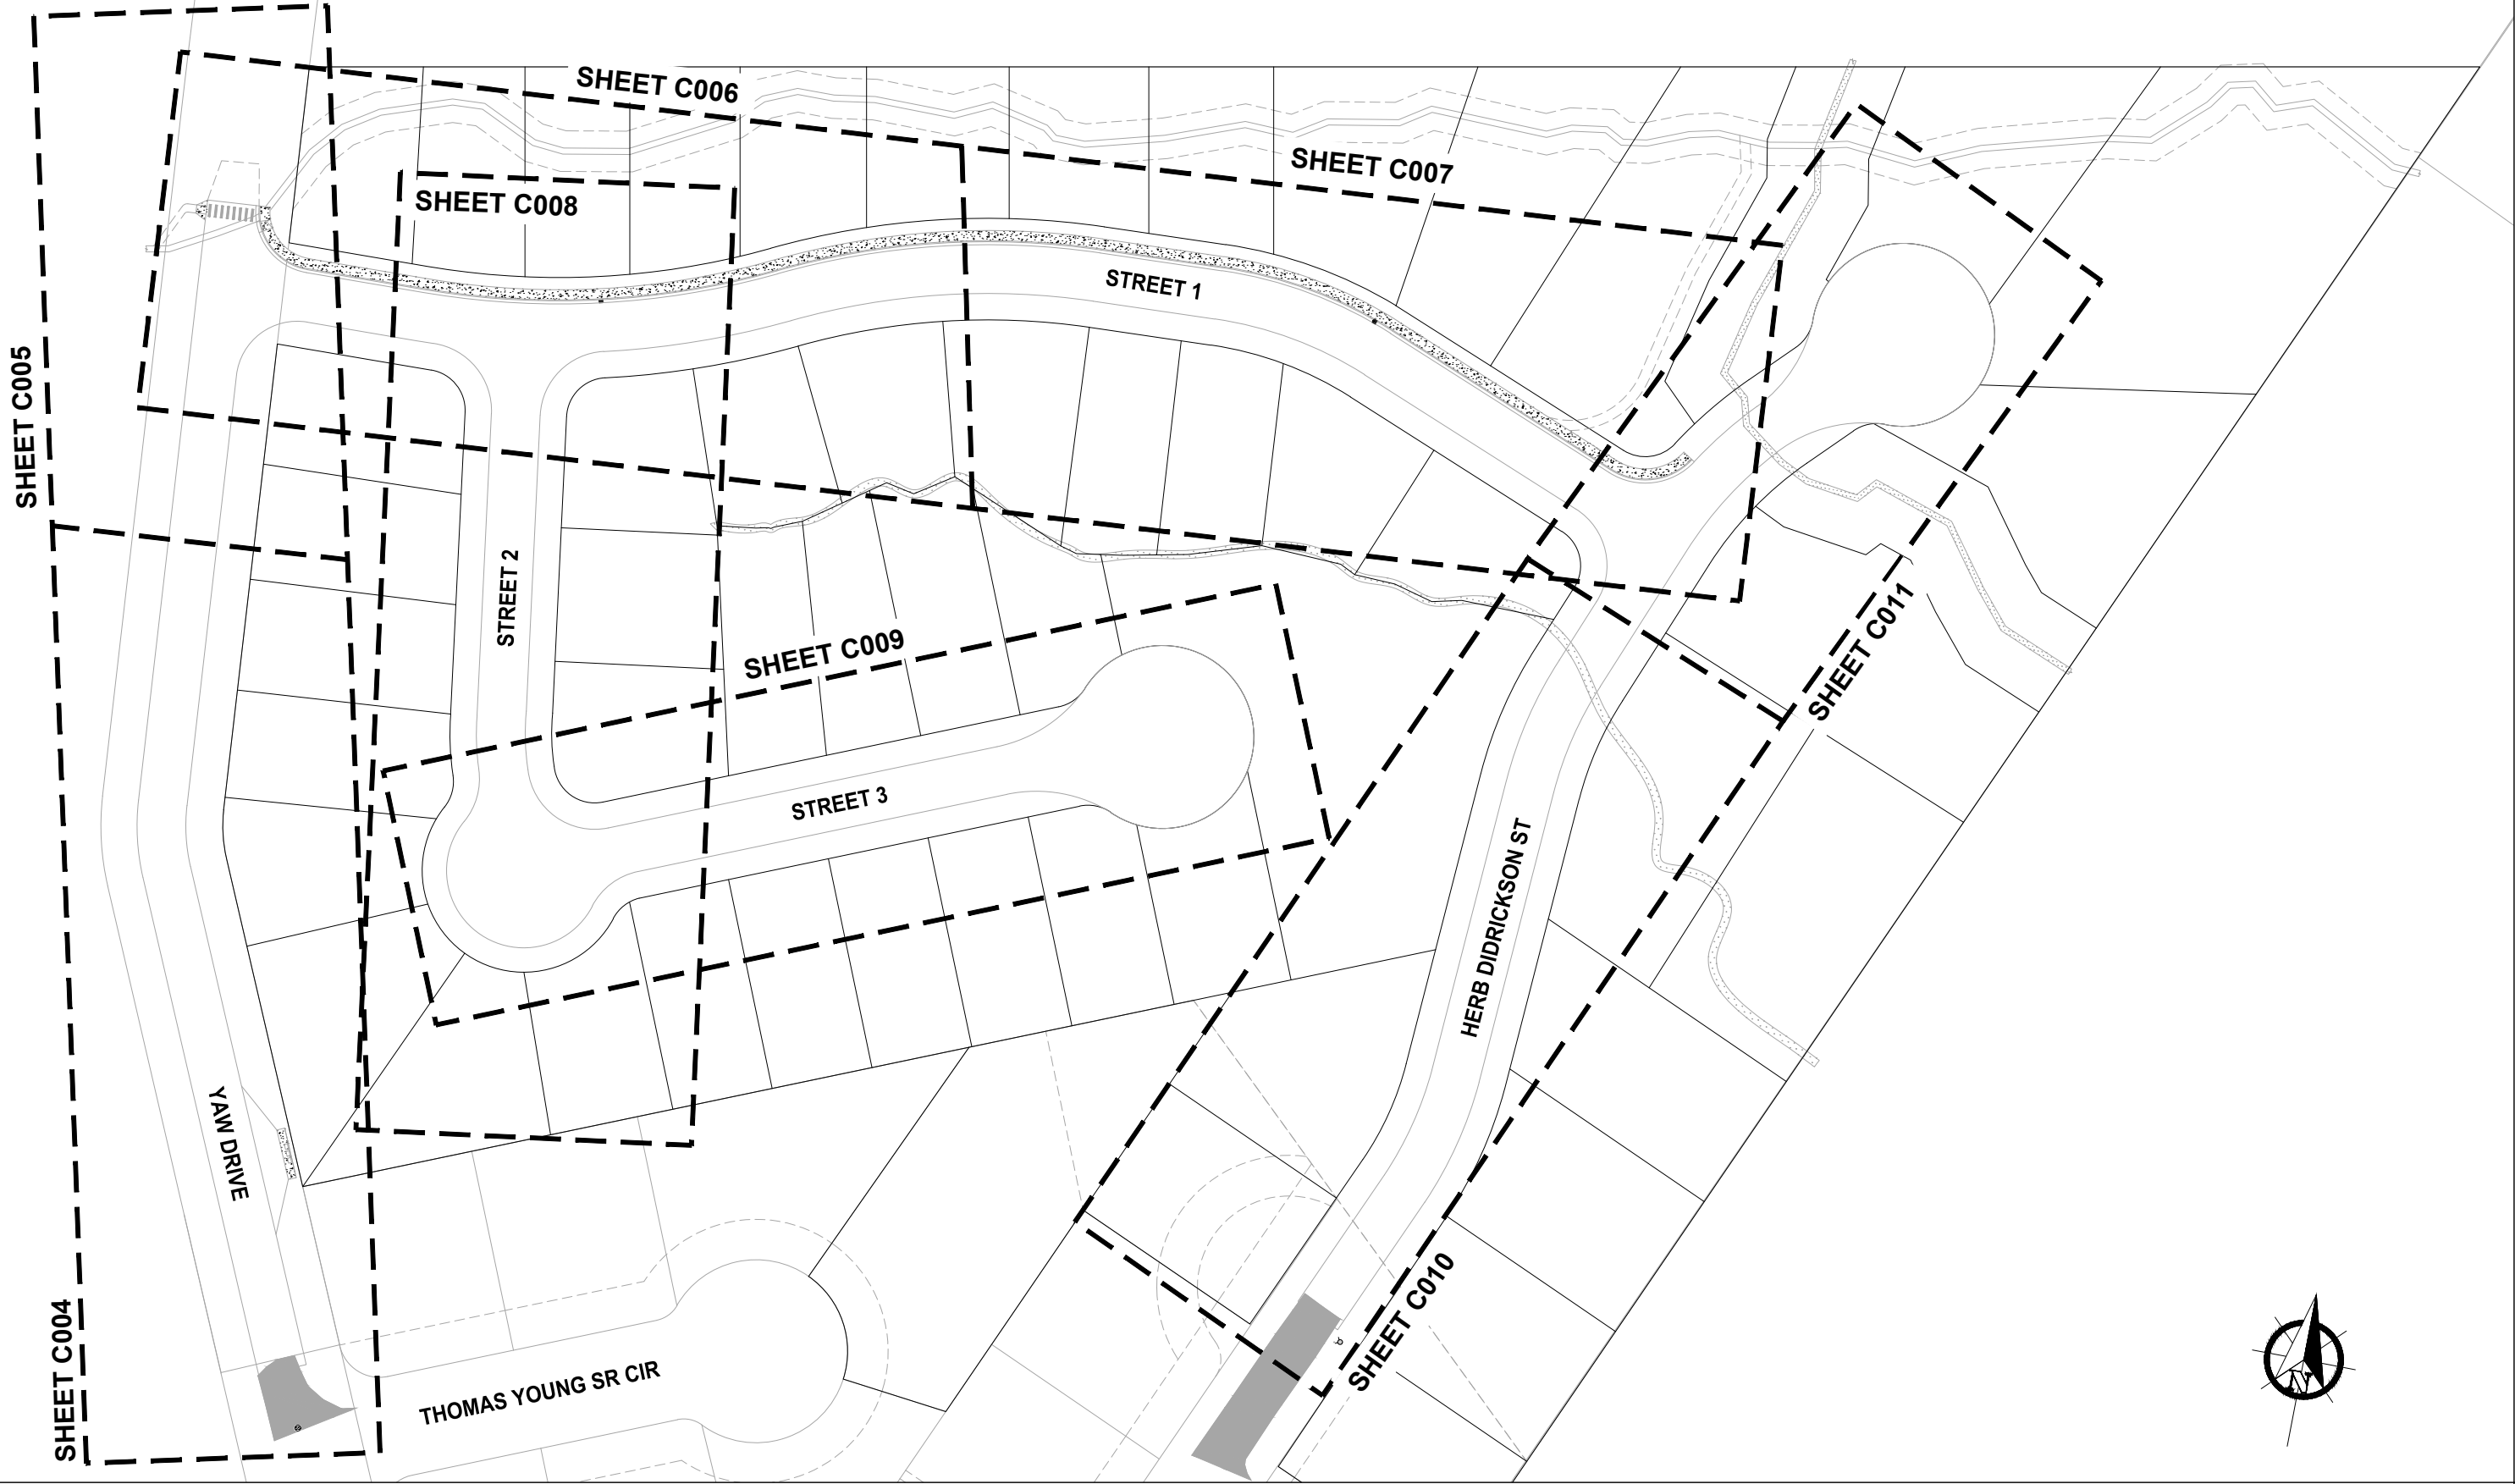 SHEET C006
SHEET C007
SHEET C008
STREET 1
SHEET C005
STREET 2
SHEET C009
SHEET C011
STREET 3
HERB DIDRICKSON ST
YAW DRIVE
SHEET C010
SHEET C004
THOMAS YOUNG SR CIR
N